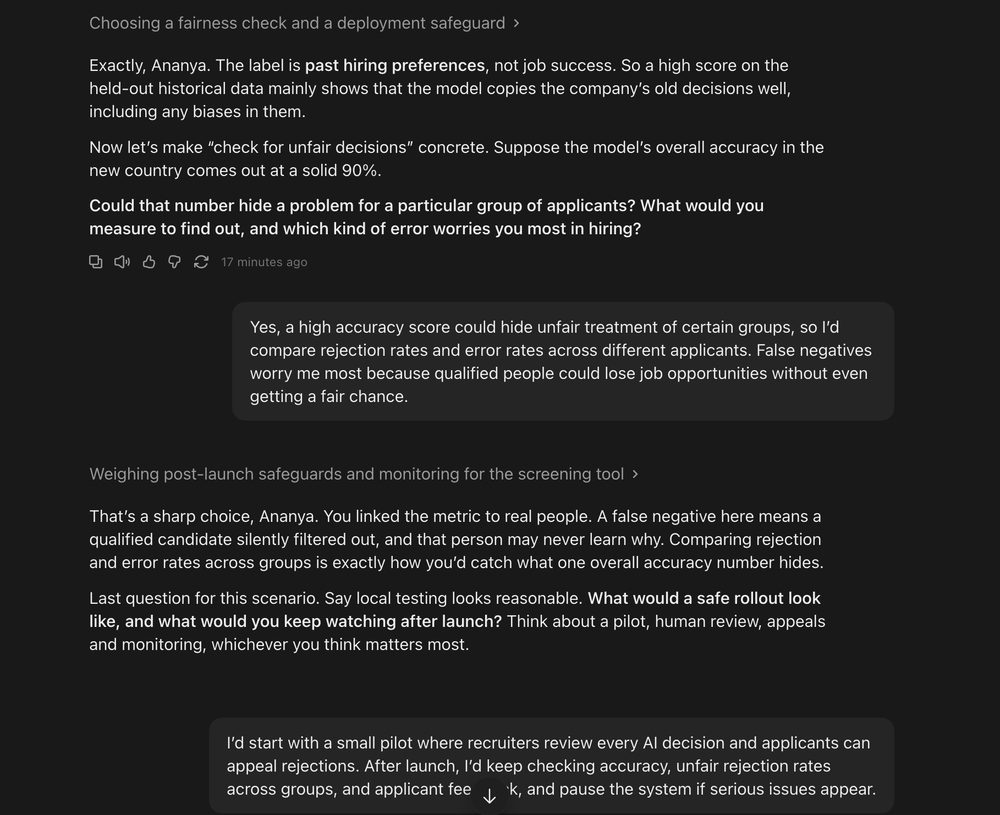 Choosing a fairness check and a deployment safeguard
Exactly, Ananya. The label is past hiring preferences, not job success. So a high score on the
held-out historical data mainly shows that the model copies the company’s old decisions well,
including any biases in them.
Now let’s make “check for unfair decisions” concrete. Suppose the model’s overall accuracy in the
new country comes out at a solid 90%.
Could that number hide a problem for a particular group of applicants? What would you
measure to find out, and which kind of error worries you most in hiring?
17 minutes ago
Yes, a high accuracy score could hide unfair treatment of certain groups, so I’d
compare rejection rates and error rates across different applicants. False negatives
worry me most because qualified people could lose job opportunities without even
getting a fair chance.
Weighing post-launch safeguards and monitoring for the screening tool
That’s a sharp choice, Ananya. You linked the metric to real people. A false negative here means a
qualified candidate silently filtered out, and that person may never learn why. Comparing rejection
and error rates across groups is exactly how you’d catch what one overall accuracy number hides.
Last question for this scenario. Say local testing looks reasonable. What would a safe rollout look
like, and what would you keep watching after launch? Think about a pilot, human review, appeals
and monitoring, whichever you think matters most.
I’d start with a small pilot where recruiters review every AI decision and applicants can
appeal rejections. After launch, I’d keep checking accuracy, unfair rejection rates
across groups, and applicant , and pause the system if serious issues appear.